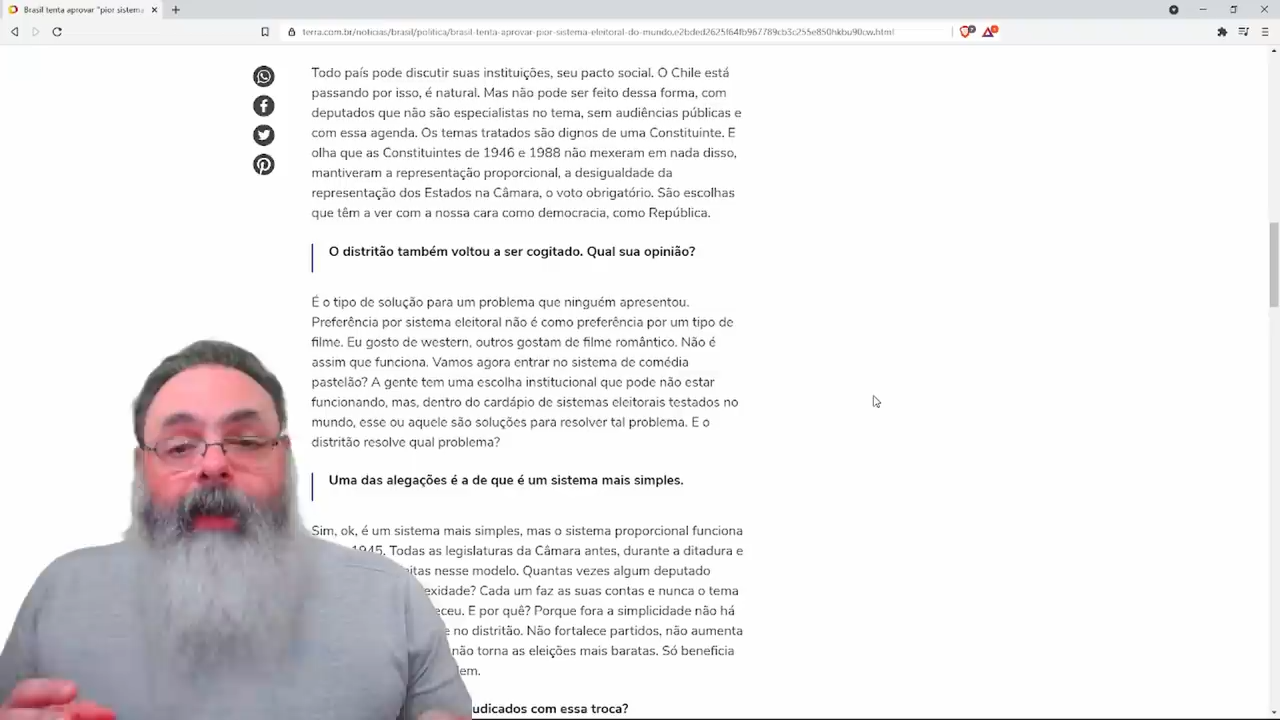 Brasil tenta aprovar "pior sistema
terra.com.br/noticias/brasil/politica/brasil-tenta-aprovar-pior-sistema-eleitoral-do-mundo,
Todo país pode discutir suas instituições, seu pacto social. O Chile está
passando por isso, é natural. Mas não pode ser feito dessa forma, com
deputados que não são especialistas no tema, sem audiências públicas e
com essa agenda. Os temas tratados são dignos de uma Constituinte. E
olha que as Constituintes de 1946 e 1988 não mexeram em nada disso,
mantiveram a representação proporcional, a desigualdade da
representação dos Estados na Câmara, o voto obrigatório. São escolhas
que têm a ver com a nossa cara como democracia, como República.
O distritão também voltou a ser cogitado. Qual sua opinião?
É o tipo de solução para um problema que ninguém apresentou.
Preferência por sistema eleitoral não é como preferência por um tipo de
filme. Eu gosto de western, outros gostam de filme romântico. Não é
assim que funciona. Vamos agora entrar no sistema de comédia
pastelão? A gente tem uma escolha institucional que pode não estar
funcionando, mas, dentro do cardápio de sistemas eleitorais testados no
mundo, esse ou aquele são soluções para resolver tal problema. E o
distritão resolve qual problema?
Uma das alegações é a de que é um sistema mais simples.
Sim, ok, é um sistema mais simples, mas o sistema proporcional funciona
1945. Todas as legislaturas da Câmara antes, durante a ditadura e
nesse modelo. Quantas vezes algum deputado
Cada um faz as suas contas e nunca o tema
E por quê? Porque fora a simplicidade não há
e no distritão. Não fortalece partidos, não aumenta
não torna as eleições mais baratas. Só beneficia
com essa troca?